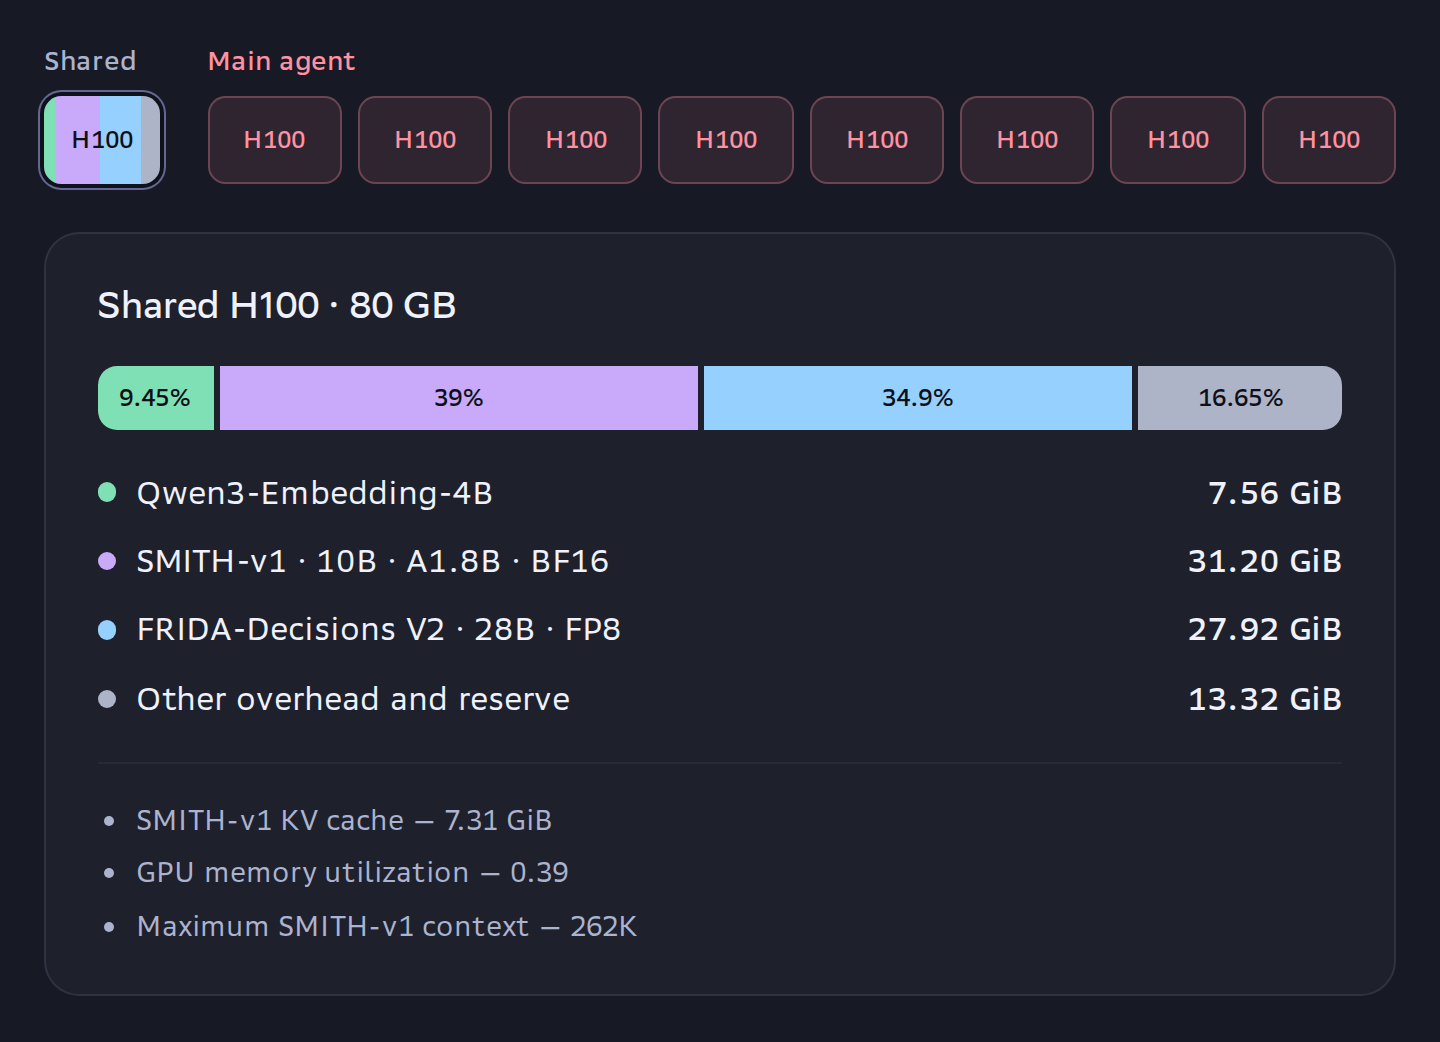 Shared Main agent
H100 H100 H100 H100 H100 H100 H100 H100 H100
Shared H100 · 80 GB
9.45% 39% 34.9% 16.65%
Qwen3-Embedding-4B 7.56 GiB
SMITH-v1 · 10B · A1.8B · BF16 31.20 GiB
FRIDA-Decisions V2 · 28B · FP8 27.92 GiB
Other overhead and reserve 13.32 GiB
• SMITH-v1 KV cache — 7.31 GiB
• GPU memory utilization — 0.39
• Maximum SMITH-v1 context — 262K